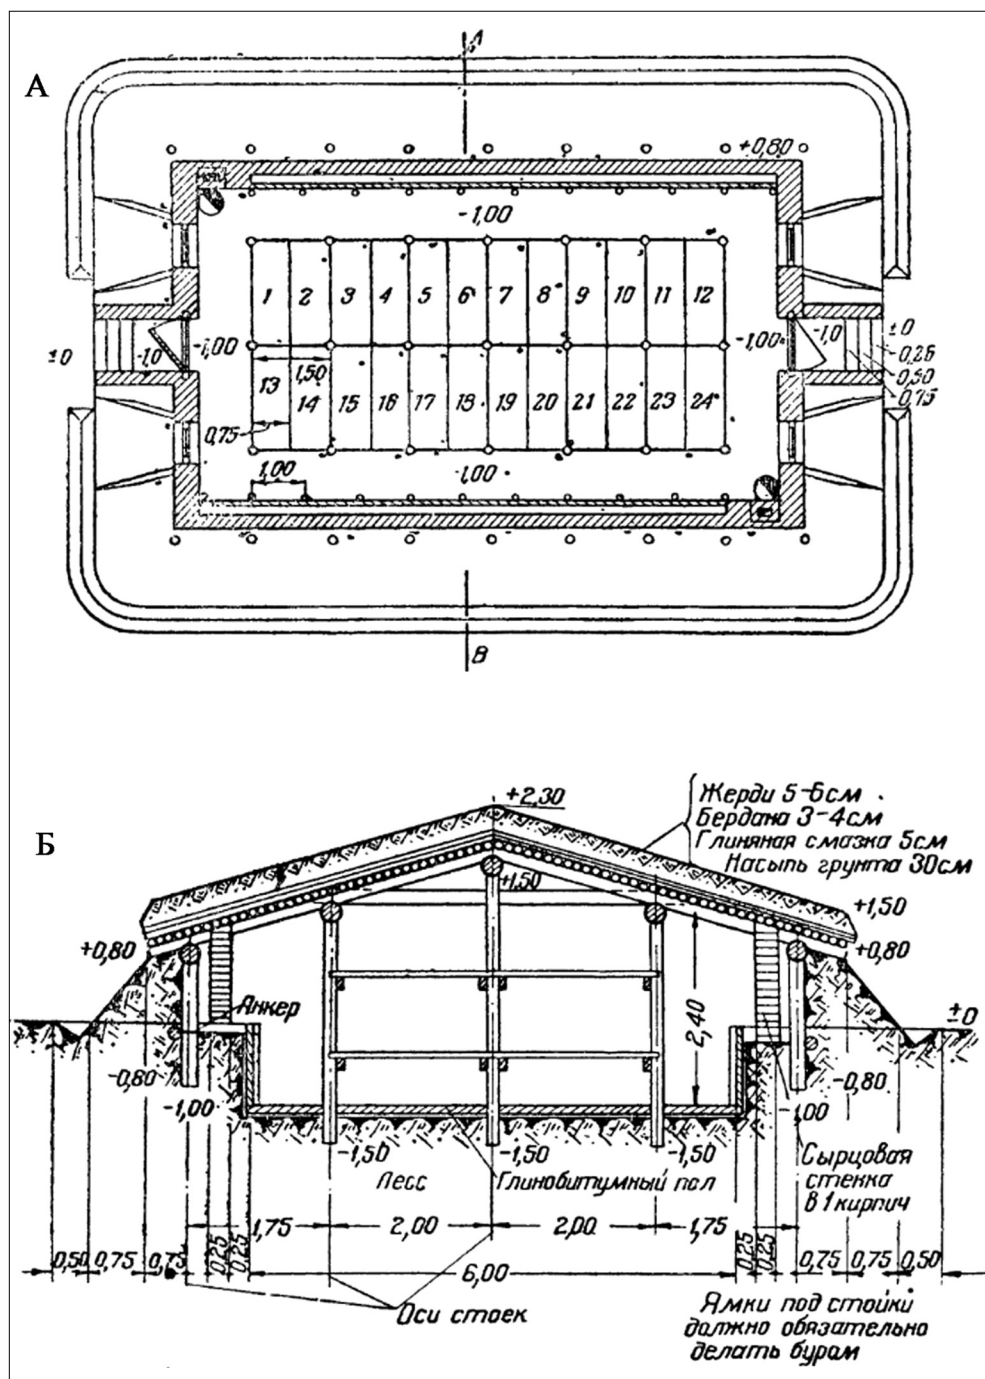 А
А
+0,80
-1,00
1 2 3 4 5 6 7 8 9 10 11 12
±0
-1,0
-1,00
-1,00
-1,0
±0
0,25
0,50
0,75
1,50
13 14 15 16 17 18 19 20 21 22 23 24
0,75
1,00
-1,00
В
Б
+2,30
Жерди 5-6см
Бердана 3-4см
Глиняная смазка 5см
Насыпь грунта 30см
+1,50
+1,50
+0,80
+0,80
Анкер
2,40
±0
-0,80
-0,80
-1,00
-1,00
-1,50
-1,50
-1,50
Лесс
Глинобитумный пол
Сырцовая
стенка
в 1 кирпич
1,75
2,00
2,00
1,75
0,50
0,75
0,75
0,25
0,25
6,00
0,25
0,25
0,75
0,75
0,50
Оси стоек
Ямки под стойки
должно обязательно
делать бурам